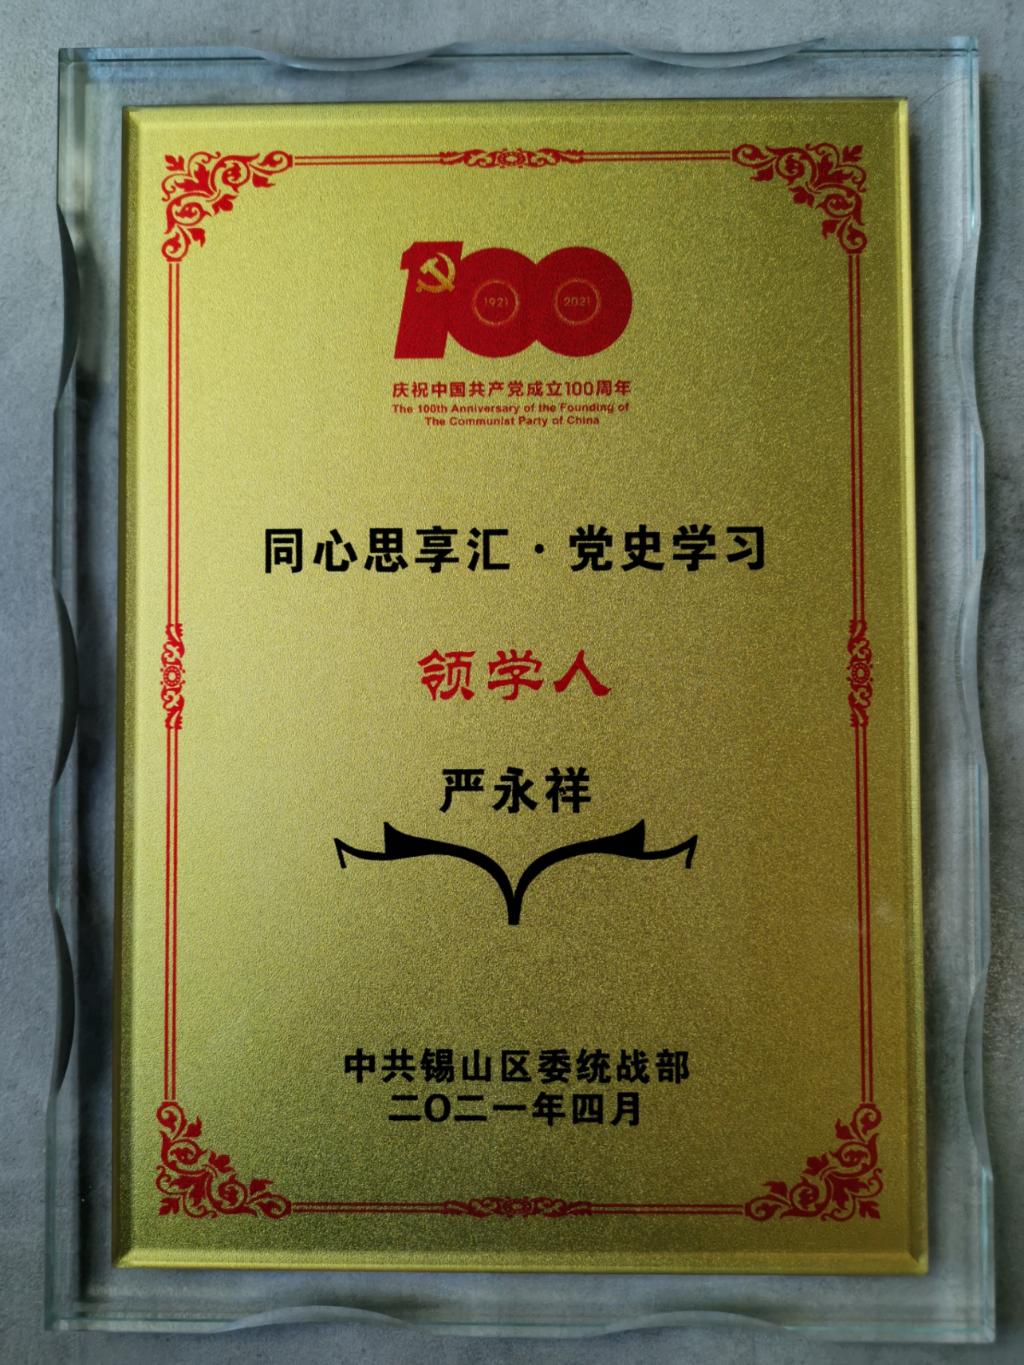 100
1921
2021
庆祝中国共产党成立100周年
The 100th Anniversary of the Founding of
The Communist Party of China
同心思享汇·党史学习
领学人
严永祥
中共锡山区委统战部
二〇二一年四月